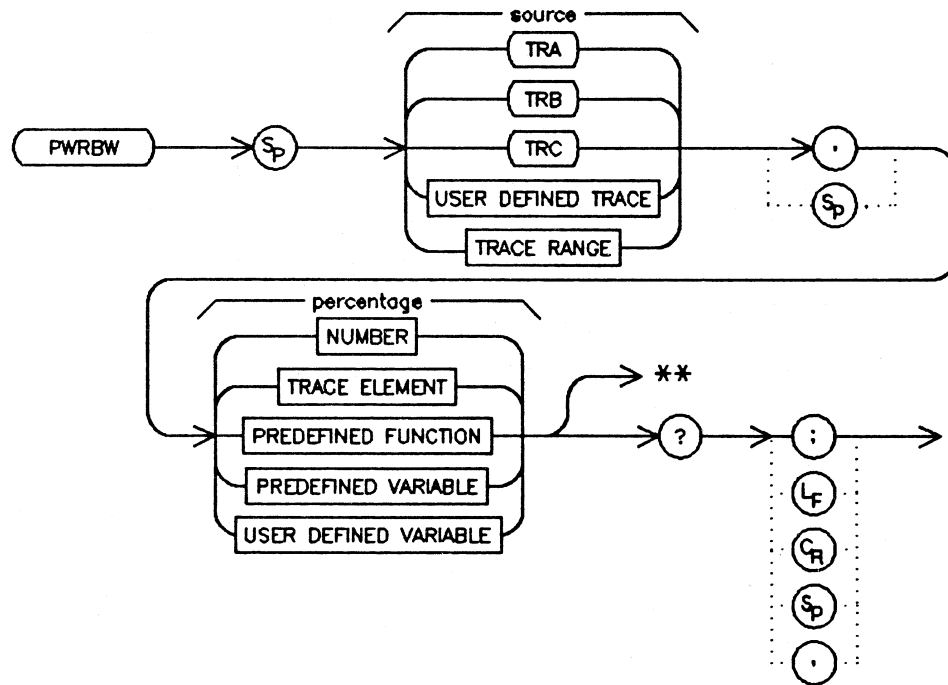 source
TRA
TRB
PWRBW Sp TRC ,
USER DEFINED TRACE Sp
TRACE RANGE
percentage
NUMBER
TRACE ELEMENT **
PREDEFINED FUNCTION ? ;
PREDEFINED VARIABLE LF
USER DEFINED VARIABLE CR
Sp
,